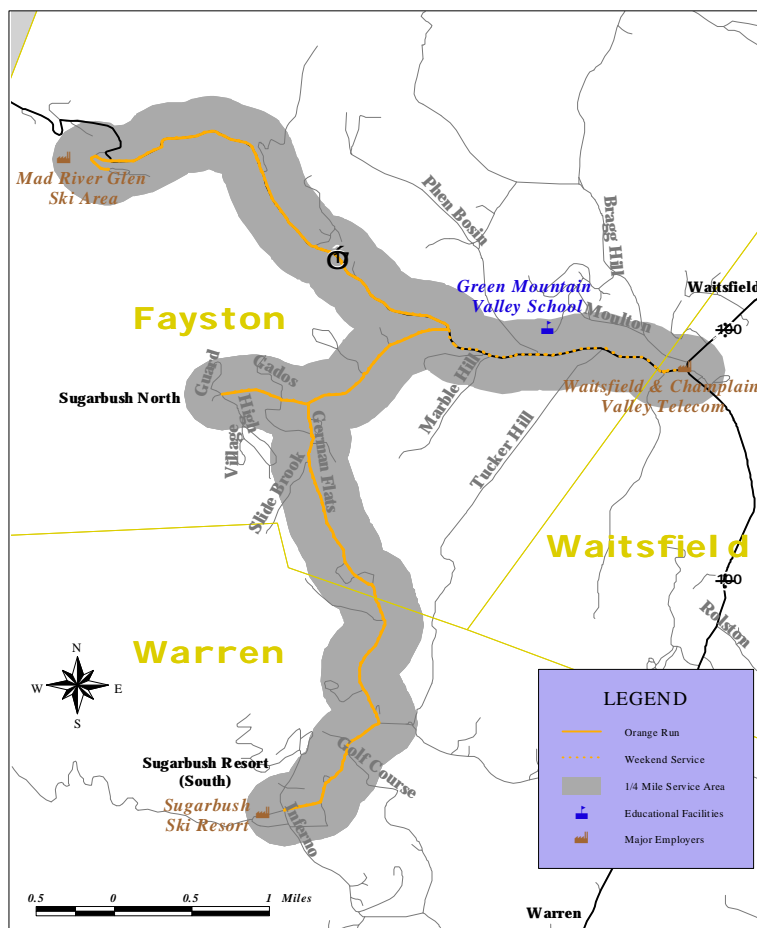 Mad River Glen
Ski Area
Phen Bosin
Bragg Hill
Green Mountain
Valley School
Moulton
Waitsfield
100
Fayston
Guard
Gados
Sugarbush North
High
Village
German Flats
Slide Brook
Marble Hill
Tucker Hill
Waitsfield & Champlain
Valley Telecom
Waitsfield
100
Rolston
Warren
N
W
E
S
Sugarbush Resort
(South)
Golf Course
Sugarbush
Ski Resort
Inferno
LEGEND
Orange Run
Weekend Service
1/4 Mile Service Area
Educational Facilities
Major Employers
0.5
0
0.5
1
Miles
Warren